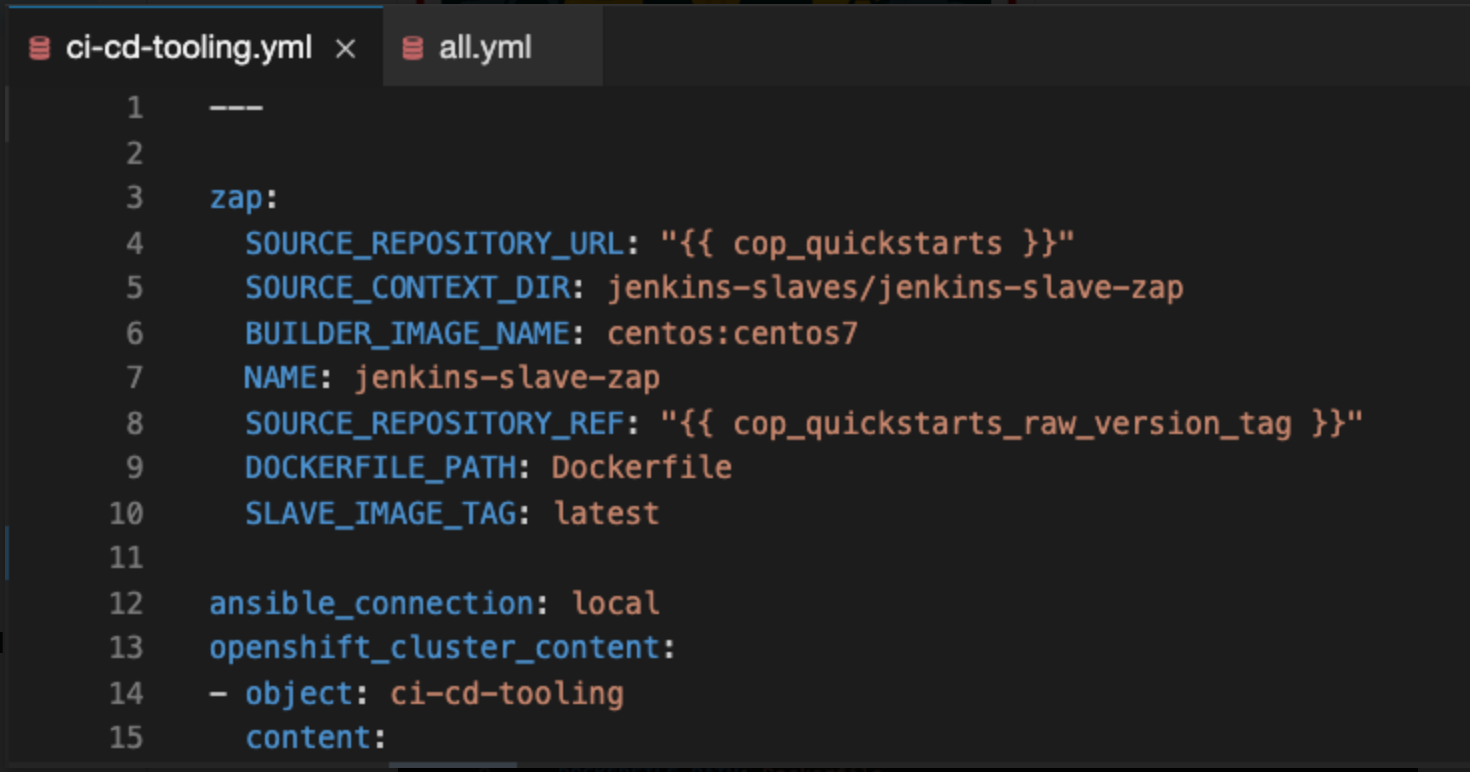 ci-cd-tooling.yml × all.yml
1 ---
2
3 zap:
4 SOURCE_REPOSITORY_URL: "{{ cop_quickstarts }}"
5 SOURCE_CONTEXT_DIR: jenkins-slaves/jenkins-slave-zap
6 BUILDER_IMAGE_NAME: centos:centos7
7 NAME: jenkins-slave-zap
8 SOURCE_REPOSITORY_REF: "{{ cop_quickstarts_raw_version_tag }}"
9 DOCKERFILE_PATH: Dockerfile
10 SLAVE_IMAGE_TAG: latest
11
12 ansible_connection: local
13 openshift_cluster_content:
14 - object: ci-cd-tooling
15 content: